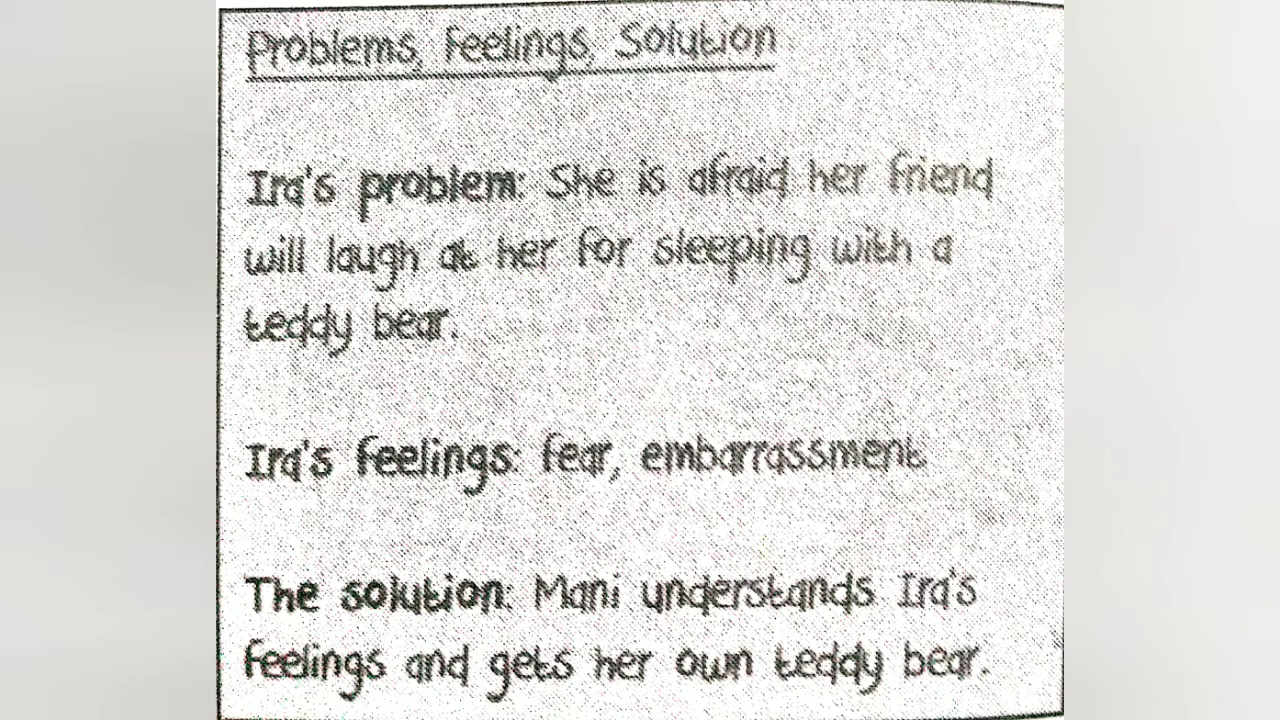 Problems, Feelings, Solution
Ira's problem: She is afraid her friend
will laugh at her for sleeping with a
teddy bear.
Ira's feelings: fear, embarrassment.
The solution: Mani understands Ira's
feelings and gets her own teddy bear.